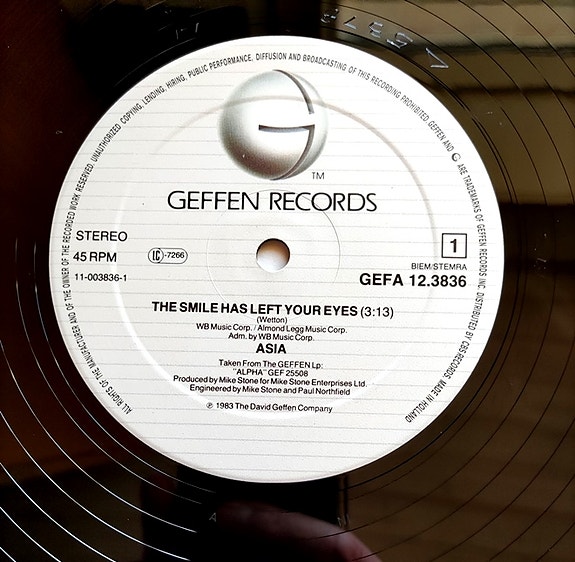 ALL RIGHTS OF THE MANUFACTURER AND OF THE OWNER OF THE RECORDED WORK RESERVED. UNAUTHORIZED COPYING, LENDING, HIRING, PUBLIC PERFORMANCE, DIFFUSION AND BROADCASTING OF THIS RECORDING PROHIBITED. GEFFEN AND G ARE TRADEMARKS OF GEFFEN RECORDS INC. DISTRIBUTED BY CBS RECORDS. MADE IN HOLLAND
TM
GEFFEN RECORDS
STEREO
1
45 RPM
LC-7266
BIEM/STEMRA
11-003836-1
GEFA 12.3836
THE SMILE HAS LEFT YOUR EYES (3:13)
(Wetton)
WB Music Corp. / Almond Legg Music Corp.
Adm. by WB Music Corp.
ASIA
Taken From The GEFFEN Lp:
"ALPHA" GEF 25508
Produced by Mike Stone for Mike Stone Enterprises Ltd.
Engineered by Mike Stone and Paul Northfield
℗ 1983 The David Geffen Company